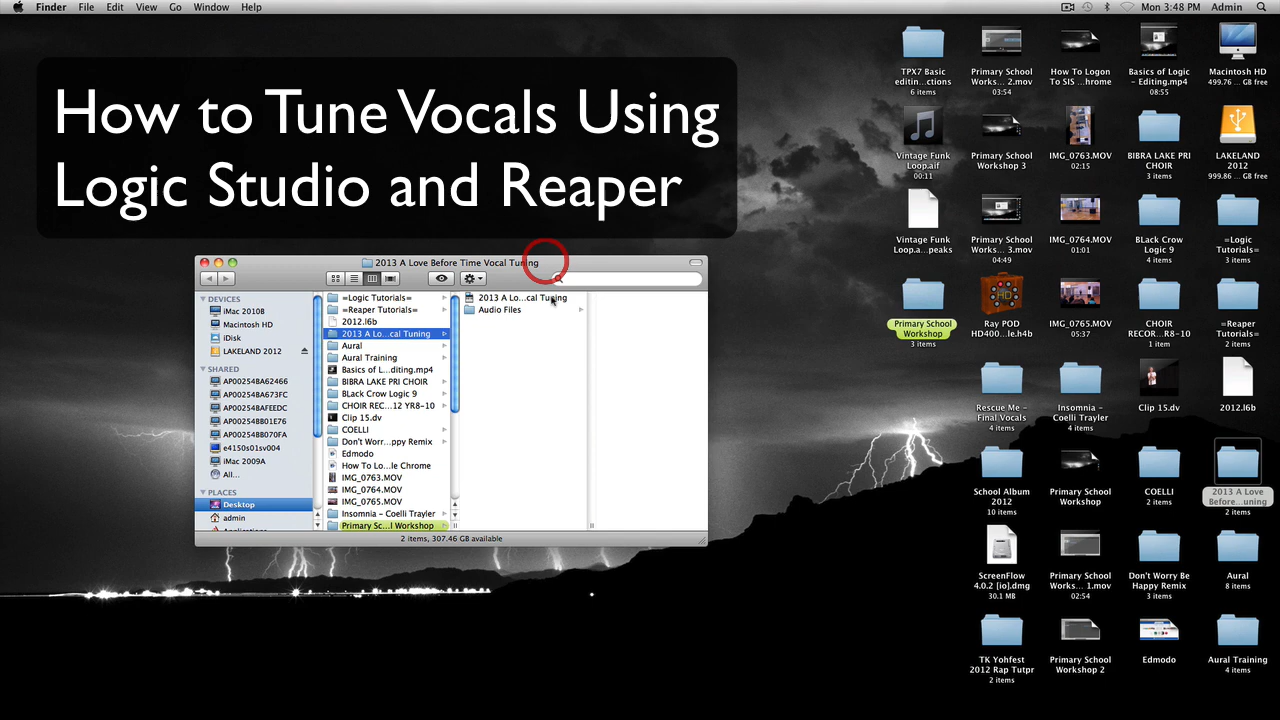 Finder File Edit View Go Window Help
Mon 3:48 PM Admin
How to Tune Vocals Using
Logic Studio and Reaper
2013 A Love Before Time Vocal Tuning
DEVICES
iMac 2010B
Macintosh HD
iDisk
LAKELAND 2012
SHARED
AP00254BA62466
AP00254BA673FC
AP00254BAFEEDC
AP00254BB01E76
AP00254BB070FA
e4150s01sv004
iMac 2009A
All...
PLACES
Desktop
admin
Applications
=Logic Tutorials=
=Reaper Tutorials=
2012.l6b
2013 A Lo...cal Tuning
Aural
Aural Training
Basics of L...diting.mp4
BIBRA LAKE PRI CHOIR
BLack Crow Logic 9
CHOIR REC...12 YR8-10
Clip 15.dv
COELLI
Don't Worr...ppy Remix
Edmodo
How To Lo...le Chrome
IMG_0763.MOV
IMG_0764.MOV
IMG_0765.MOV
Insomnia - Coelli Trayler
Primary Sc...l Workshop
2013 A Lo...cal Tuning
Audio Files
2 items, 307.46 GB available
TPX7 Basic
editin...ctions
6 items
Primary School
Works... 2.mov
03:54
How To Logon
To SIS ...hrome
Basics of Logic
- Editing.mp4
08:55
Macintosh HD
499.76 ... GB free
Vintage Funk
Loop.aif
00:11
Primary School
Workshop 3
IMG_0763.MOV
02:15
BIBRA LAKE PRI
CHOIR
3 items
LAKELAND
2012
999.86 ... GB free
Vintage Funk
Loop.a...peaks
Primary School
Works... 3.mov
04:49
IMG_0764.MOV
01:01
BLack Crow
Logic 9
4 items
=Logic
Tutorials=
3 items
Primary School
Workshop
3 items
Ray POD
HD400...le.h4b
IMG_0765.MOV
05:37
CHOIR
RECOR...R8-10
1 item
=Reaper
Tutorials=
2 items
Rescue Me -
Final Vocals
4 items
Insomnia -
Coelli Trayler
4 items
Clip 15.dv
2012.l6b
School Album
2012
10 items
Primary School
Workshop
COELLI
2 items
2013 A Love
Before...uning
2 items
ScreenFlow
4.0.2 [io].dmg
30.1 MB
Primary School
Works... 1.mov
02:54
Don't Worry Be
Happy Remix
3 items
Aural
8 items
TK Yohfest
2012 Rap Tutpr
2 items
Primary School
Workshop 2
Edmodo
Aural Training
4 items